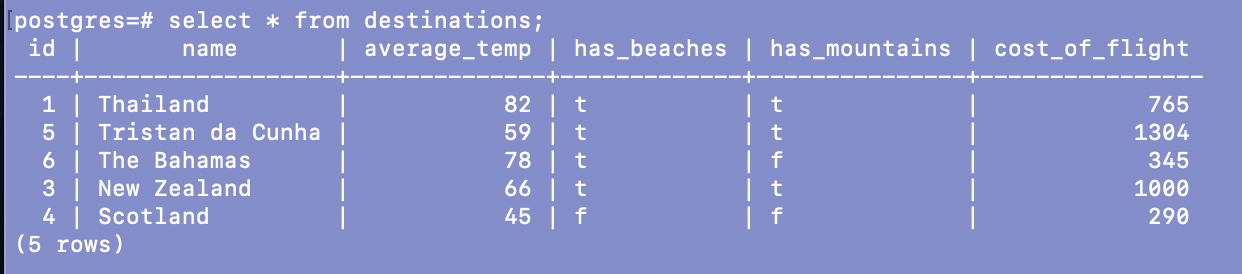 [postgres=# select * from destinations;
 id |       name        | average_temp | has_beaches | has_mountains | cost_of_flight
----+-------------------+--------------+-------------+---------------+----------------
  1 | Thailand          |           82 | t           | t             |            765
  5 | Tristan da Cunha  |           59 | t           | t             |           1304
  6 | The Bahamas       |           78 | t           | f             |            345
  3 | New Zealand       |           66 | t           | t             |           1000
  4 | Scotland          |           45 | f           | f             |            290
(5 rows)